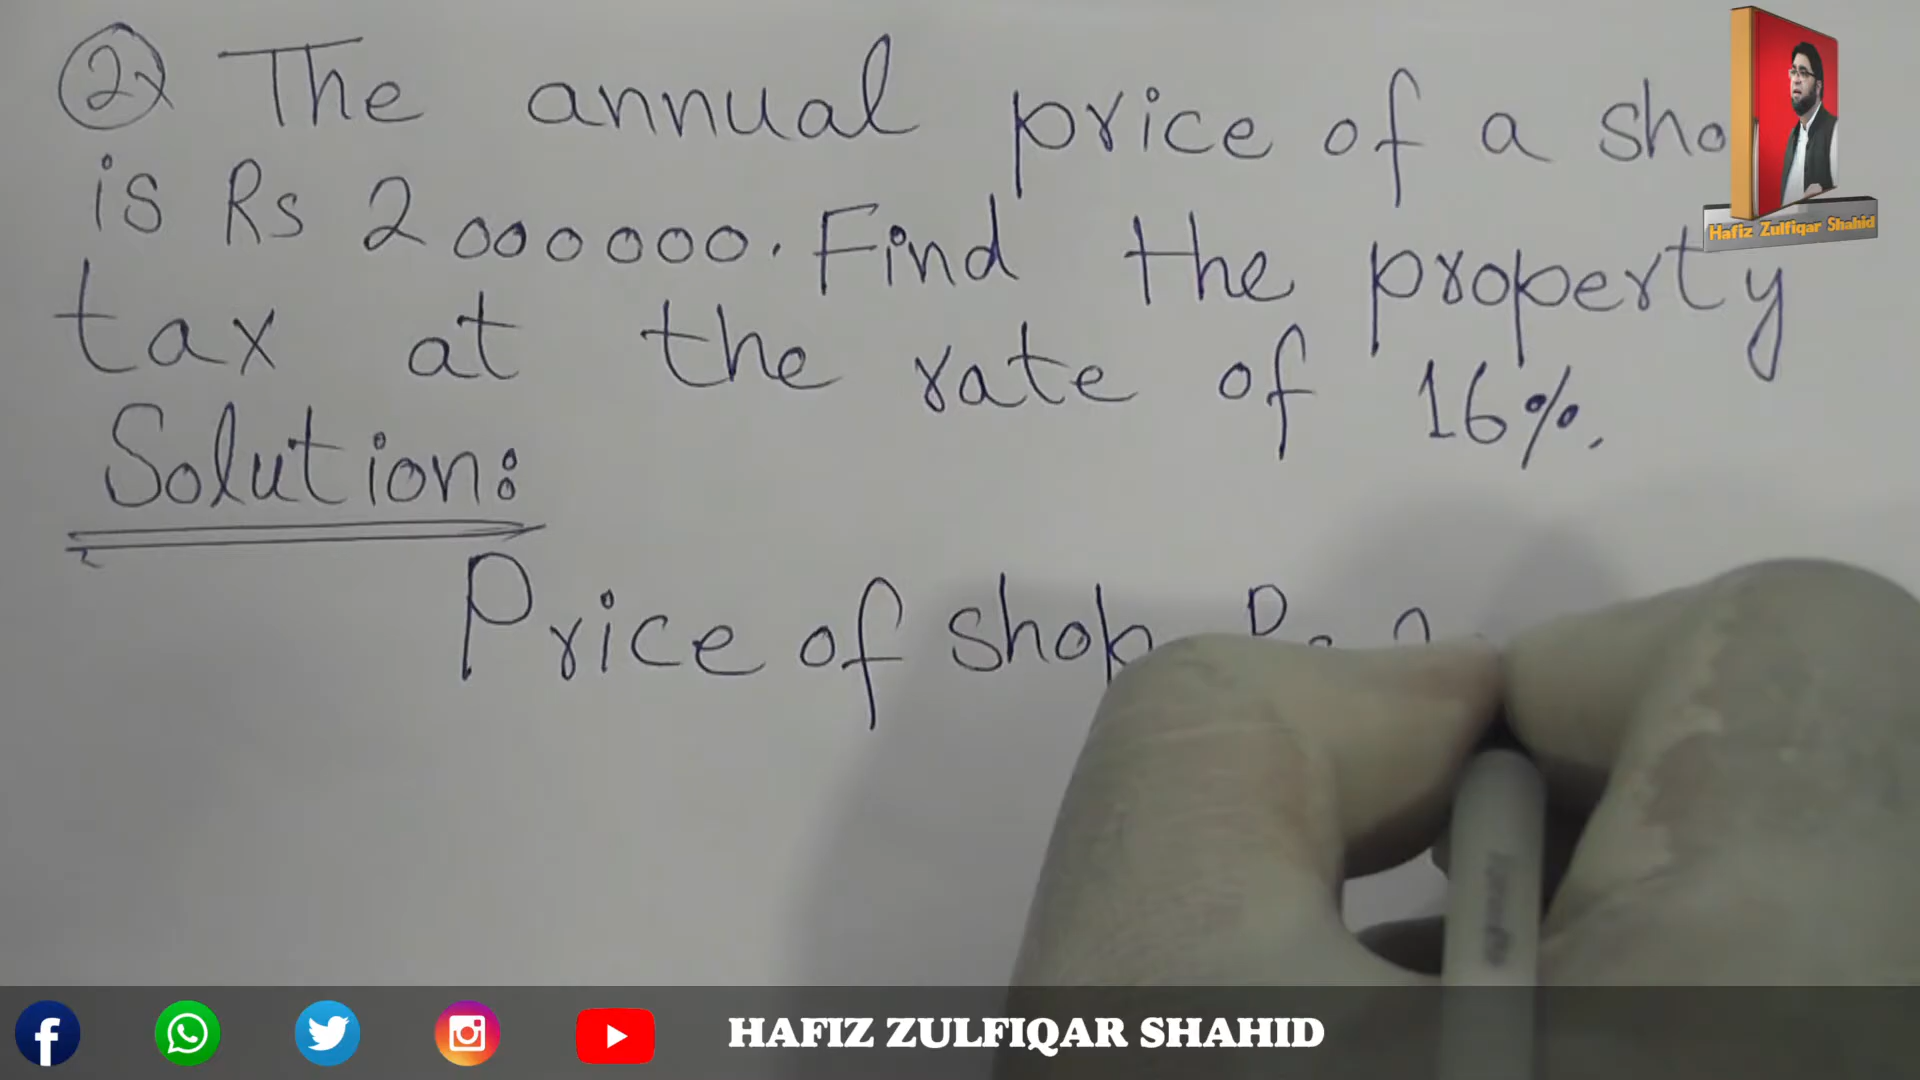 2 The annual price of a sho
is Rs 2000000. Find the property
tax at the rate of 16%.
Solution:
Price of shop
Hafiz Zulfiqar Shahid
HAFIZ ZULFIQAR SHAHID